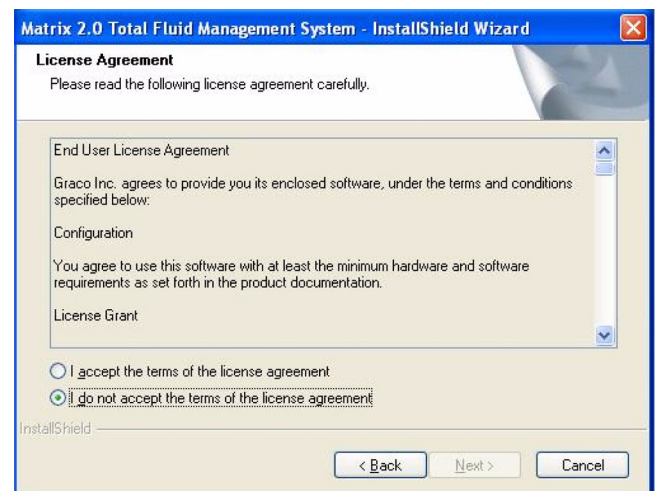 Matrix 2.0 Total Fluid Management System - InstallShield Wizard
License Agreement
Please read the following license agreement carefully.
End User License Agreement
Graco Inc. agrees to provide you its enclosed software, under the terms and conditions
specified below:
Configuration
You agree to use this software with at least the minimum hardware and software
requirements as set forth in the product documentation.
License Grant
I accept the terms of the license agreement
I do not accept the terms of the license agreement
InstallShield
< Back Next > Cancel